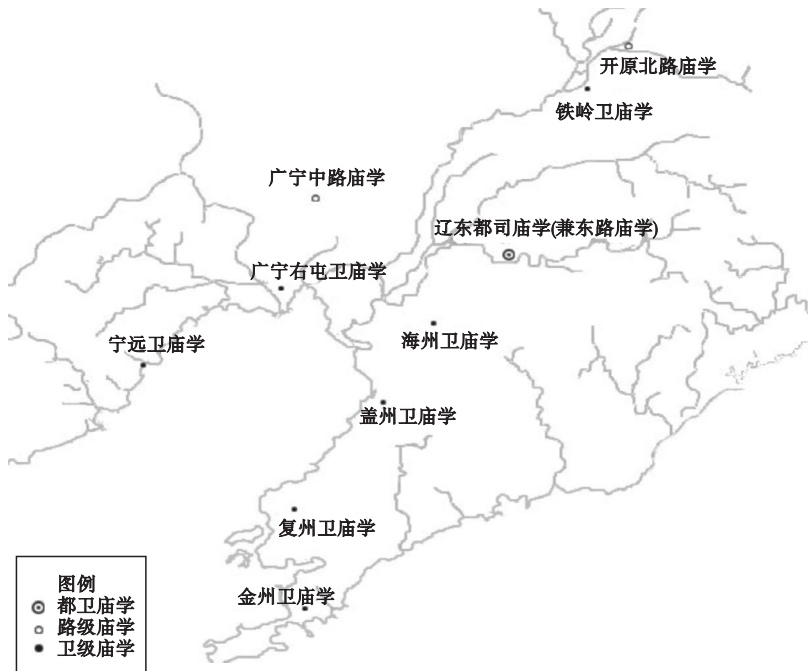 开原北路庙学
铁岭卫庙学
广宁中路庙学
辽东都司庙学(兼东路庙学)
广宁右屯卫庙学
宁远卫庙学
海州卫庙学
盖州卫庙学
复州卫庙学
金州卫庙学
图例
都卫庙学
路级庙学
卫级庙学